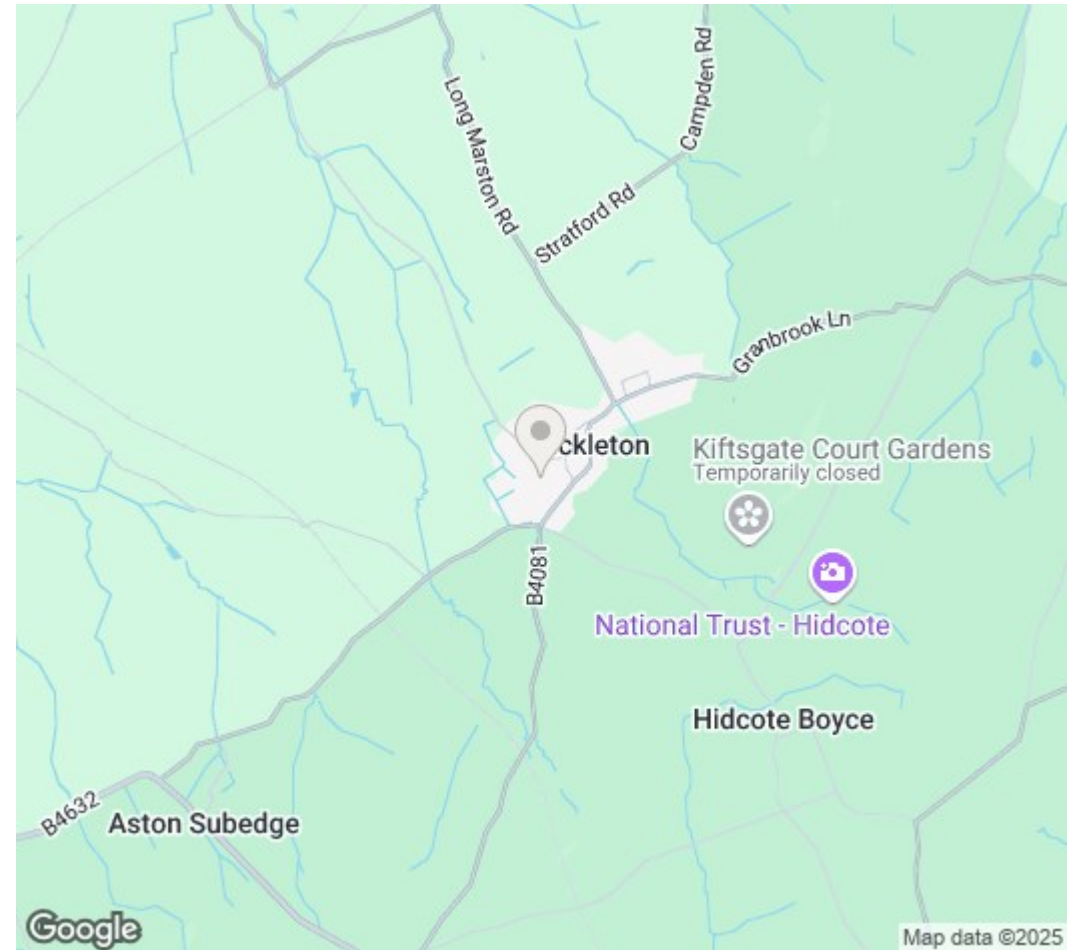 Campden Rd
Long Marston Rd
Stratford Rd
Granbrook Ln
ckleton
Kiftsgate Court Gardens
Temporarily closed
B4081
National Trust - Hidcote
Hidcote Boyce
B4632
Aston Subedge
Google
Map data ©2025